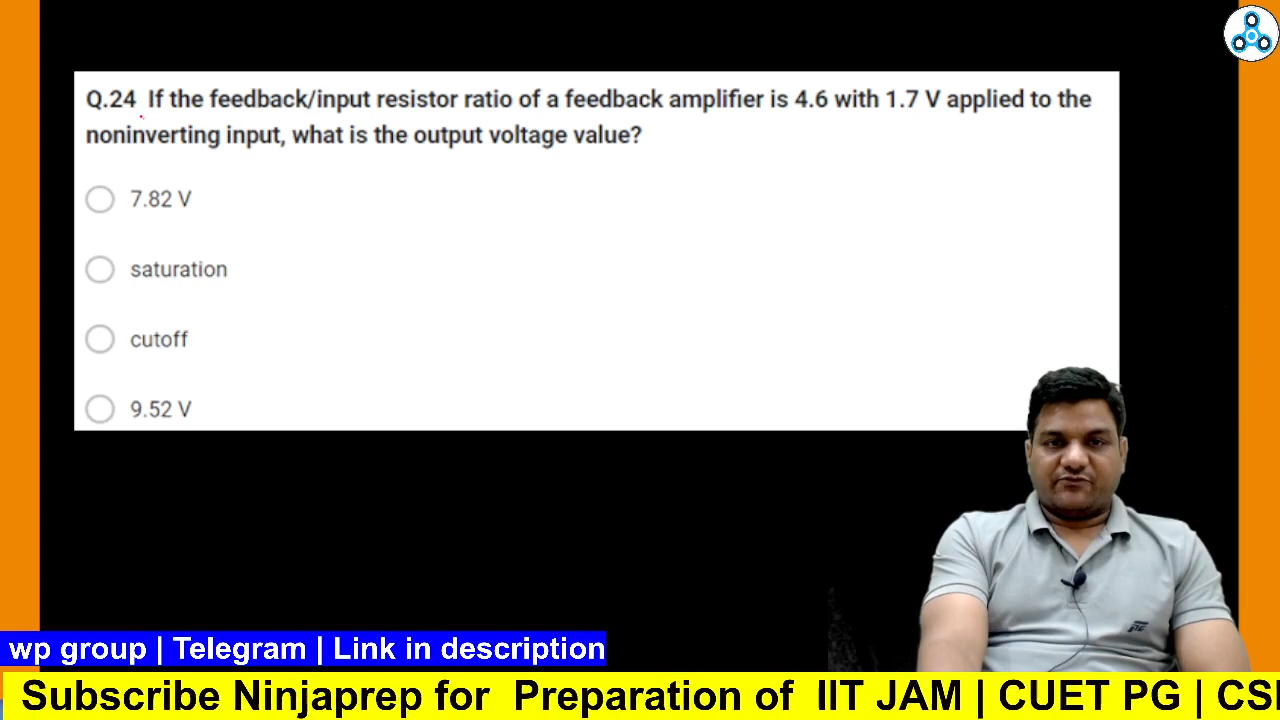 Q.24 If the feedback/input resistor ratio of a feedback amplifier is 4.6 with 1.7 V applied to the
noninverting input, what is the output voltage value?
7.82 V
saturation
cutoff
9.52 V
wp group | Telegram | Link in description
Subscribe Ninjaprep for Preparation of IIT JAM | CUET PG |